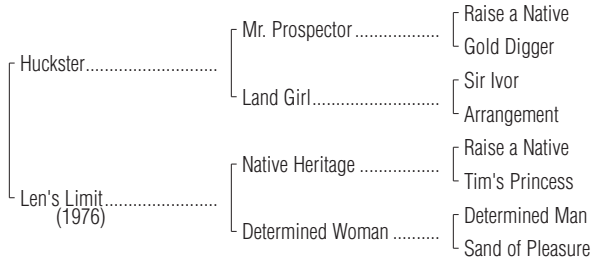 Raise a Native
Mr. Prospector ..................
Gold Digger
Huckster............................
Sir Ivor
Land Girl...........................
Arrangement
Raise a Native
Native Heritage .................
Tim's Princess
Len's Limit........................
(1976)
Determined Man
Determined Woman ..........
Sand of Pleasure